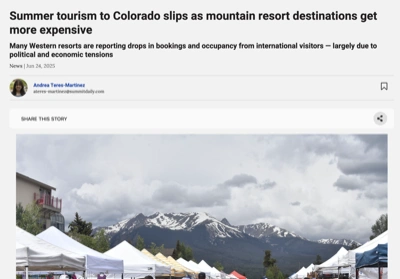 Summer tourism to Colorado slips as mountain resort destinations get
more expensive
Many Western resorts are reporting drops in bookings and occupancy from international visitors — largely due to
political and economic tensions
News | Jun 26, 2025
Andrea Teres-Martinez
ateres-martinez@summitdaily.com
SHARE THIS STORY